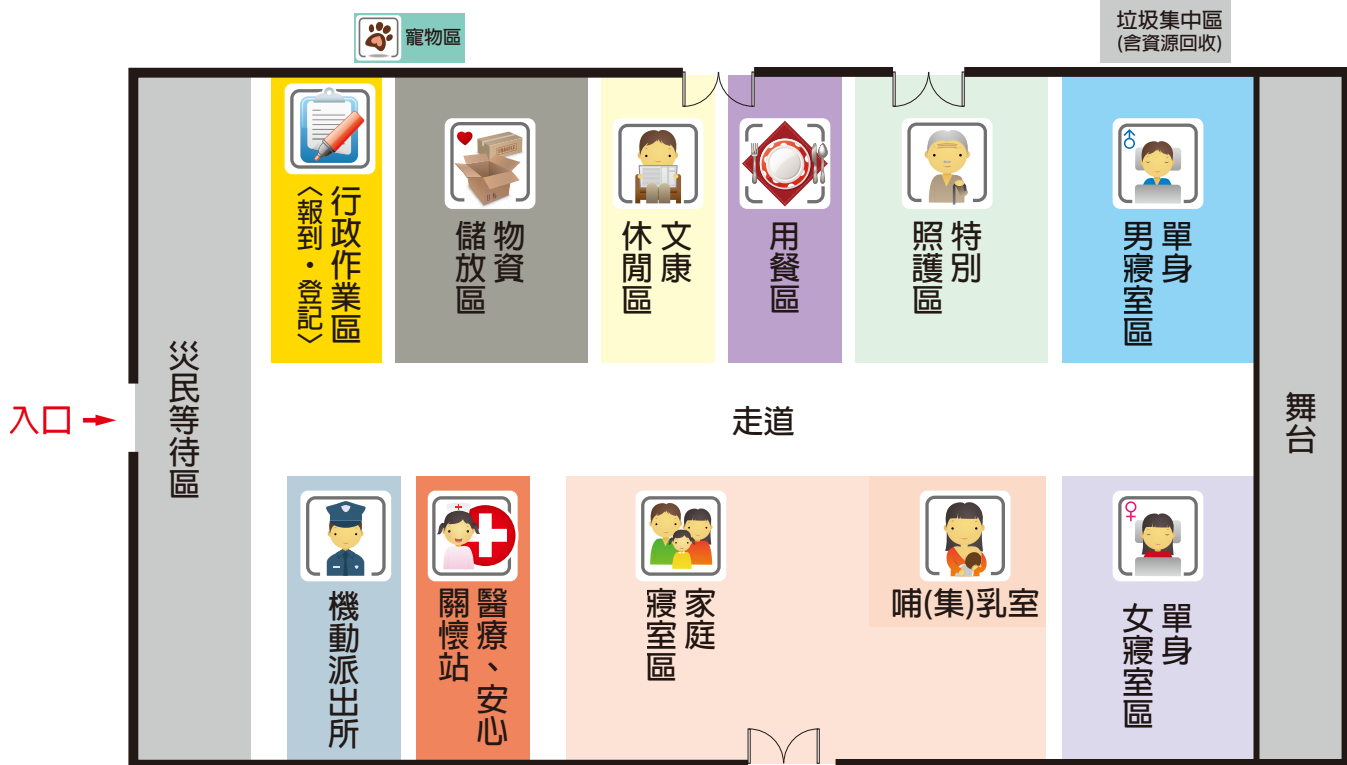 寵物區
垃圾集中區
(含資源回收)
行政作業區
〈報到・登記〉
物資
儲放區
文康
休閒區
用餐區
特別
照護區
單身
男寢室區
災民等待區
入口
走道
舞台
機動派出所
醫療、安心
關懷站
家庭
寢室區
哺(集)乳室
單身
女寢室區